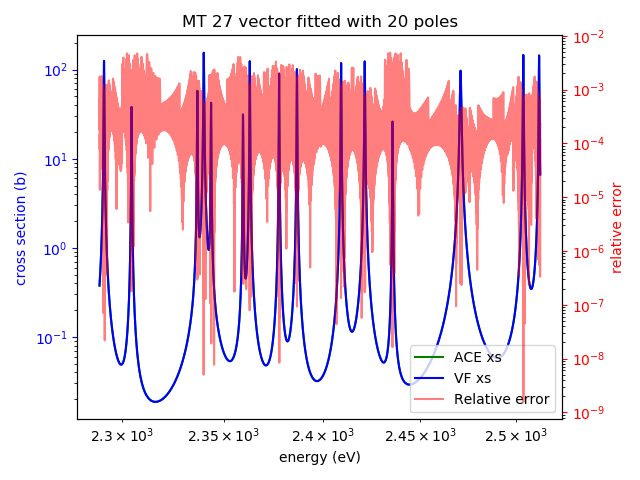 MT 27 vector fitted with 20 poles
cross section (b)
10²
10¹
10⁰
10⁻¹
10⁻²
10⁻³
10⁻⁴
10⁻⁵
10⁻⁶
10⁻⁷
10⁻⁸
10⁻⁹
relative error
ACE xs
VF xs
Relative error
2.3 × 10³ 2.35 × 10³ 2.4 × 10³ 2.45 × 10³ 2.5 × 10³
energy (eV)